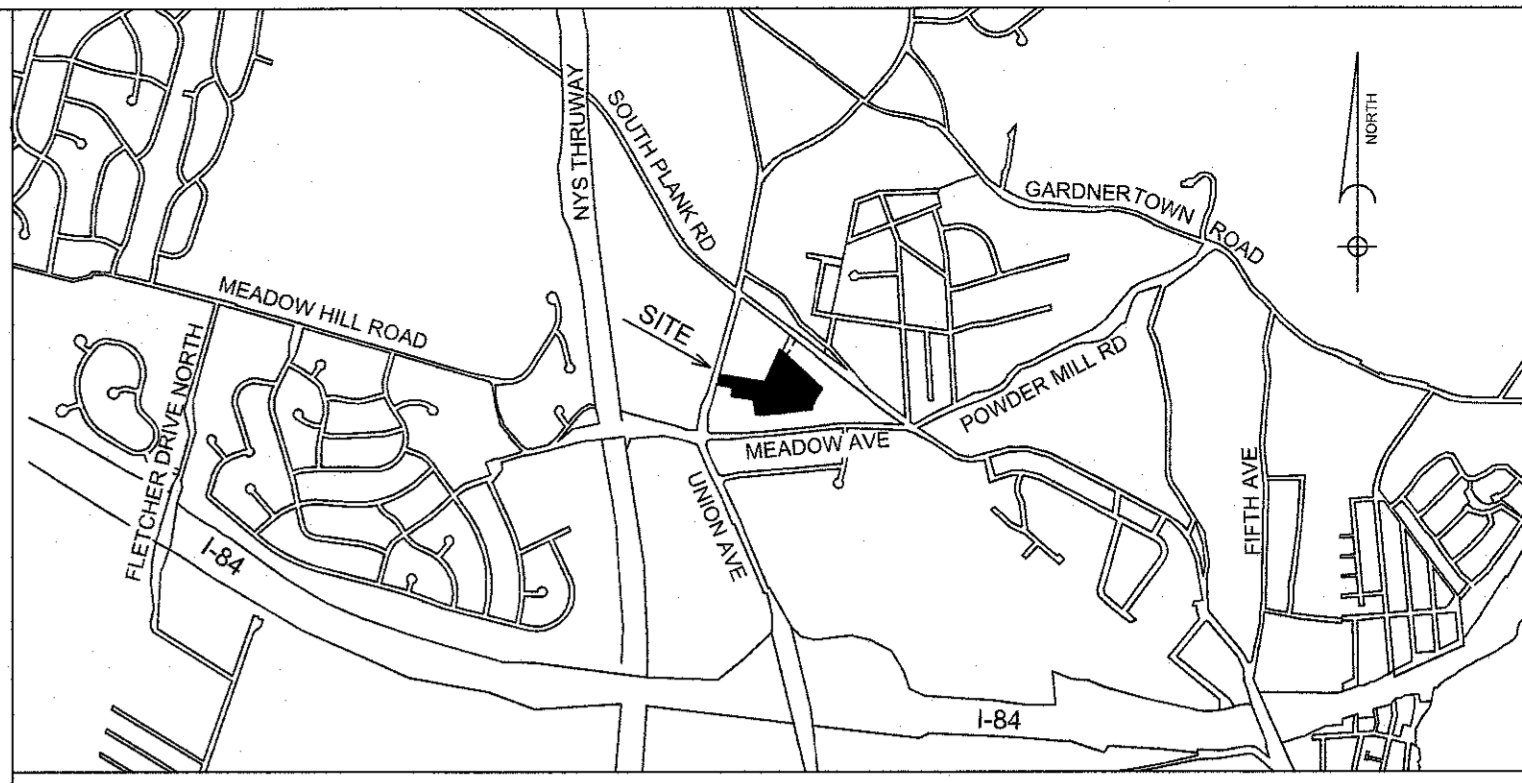 NYS THRUWAY
SOUTH PLANK RD
NORTH
GARDNERTOWN ROAD
MEADOW HILL ROAD
SITE
FLETCHER DRIVE NORTH
POWDER MILL RD
MEADOW AVE
UNION AVE
FIFTH AVE
I-84
I-84